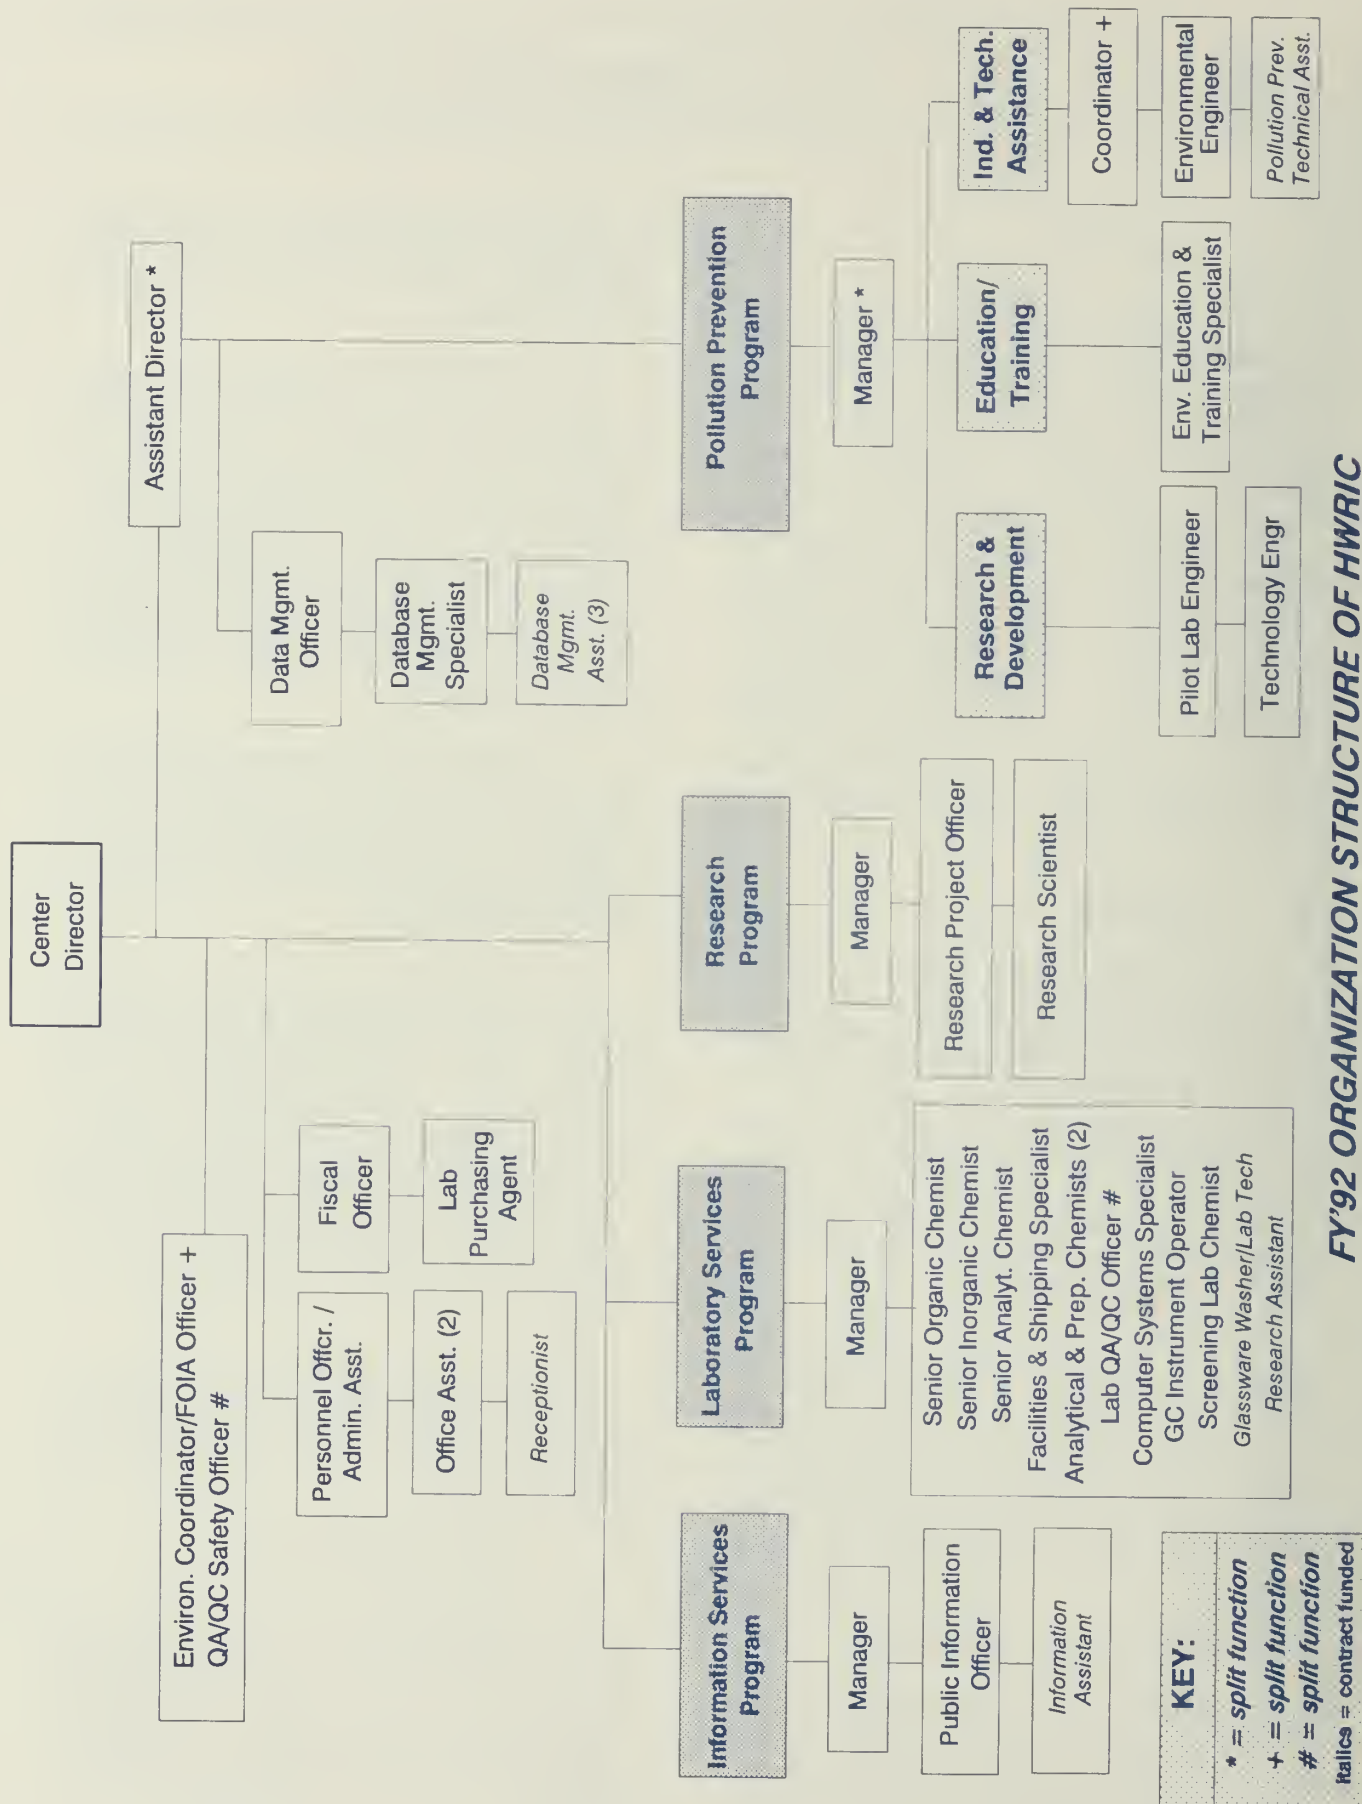 Center
Director
Assistant Director *
Environ. Coordinator/FOIA Officer +
QA/QC Safety Officer #
Personnel Offcr. /
Admin. Asst.
Office Asst. (2)
Receptionist
Fiscal
Officer
Lab
Purchasing
Agent
Data Mgmt.
Officer
Database
Mgmt.
Specialist
Database
Mgmt.
Asst. (3)
Information Services
Program
Manager
Public Information
Officer
Information
Assistant
Laboratory Services
Program
Manager
Senior Organic Chemist
Senior Inorganic Chemist
Senior Analyt. Chemist
Facilities & Shipping Specialist
Analytical & Prep. Chemists (2)
Lab QA/QC Officer #
Computer Systems Specialist
GC Instrument Operator
Screening Lab Chemist
Glassware Washer/Lab Tech
Research Assistant
Research
Program
Manager
Research Project Officer
Research Scientist
Pollution Prevention
Program
Manager *
Research &
Development
Pilot Lab Engineer
Technology Engr
Education/
Training
Env. Education &
Training Specialist
Ind. & Tech.
Assistance
Coordinator +
Environmental
Engineer
Pollution Prev.
Technical Asst.
KEY:
* = split function
+ = split function
# = split function
Italics = contract funded
FY'92 ORGANIZATION STRUCTURE OF HWRIC